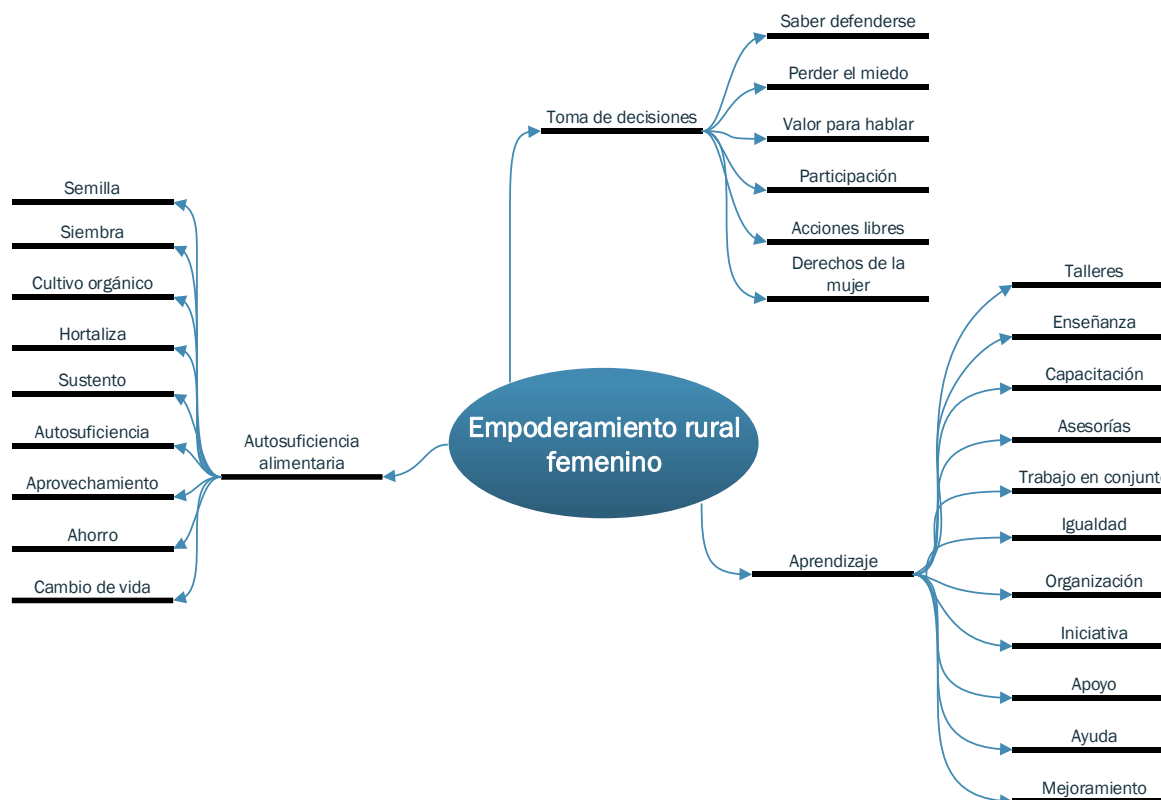 Saber defenderse
Perder el miedo
Toma de decisiones
Valor para hablar
Participación
Acciones libres
Derechos de la
mujer
Semilla
Siembra
Cultivo orgánico
Hortaliza
Sustento
Autosuficiencia
Aprovechamiento
Ahorro
Cambio de vida
Autosuficiencia
alimentaria
Empoderamiento rural
femenino
Aprendizaje
Talleres
Enseñanza
Capacitación
Asesorías
Trabajo en conjunto
Igualdad
Organización
Iniciativa
Apoyo
Ayuda
Mejoramiento